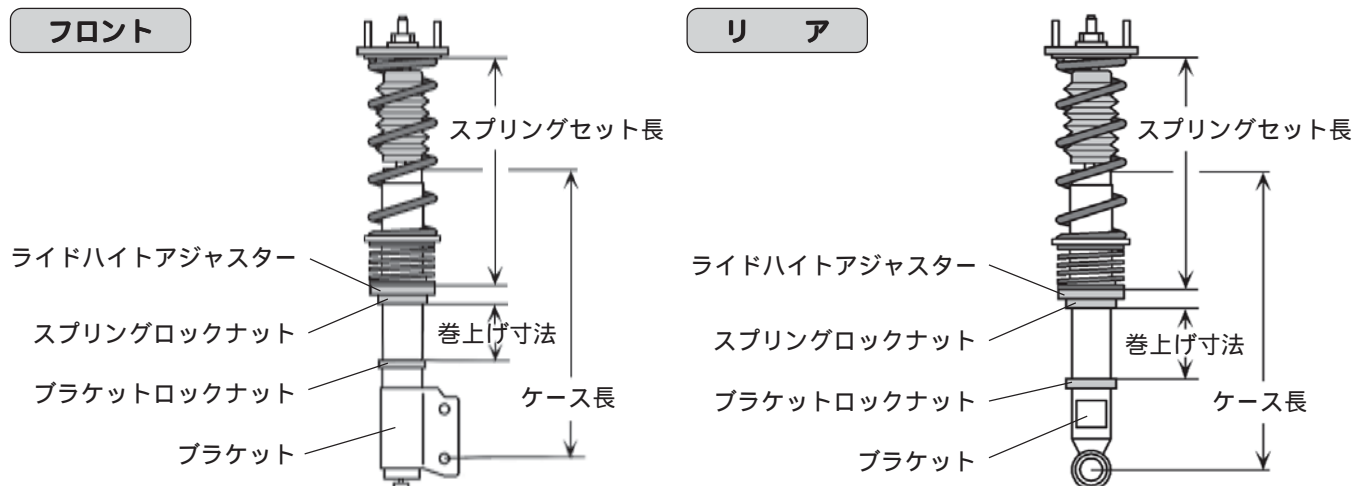 フロント
スプリングセット長
ライドハイトアジャスター
スプリングロックナット
巻上げ寸法
ブラケットロックナット
ケース長
ブラケット
リ ア
スプリングセット長
ライドハイトアジャスター
スプリングロックナット
巻上げ寸法
ブラケットロックナット
ケース長
ブラケット